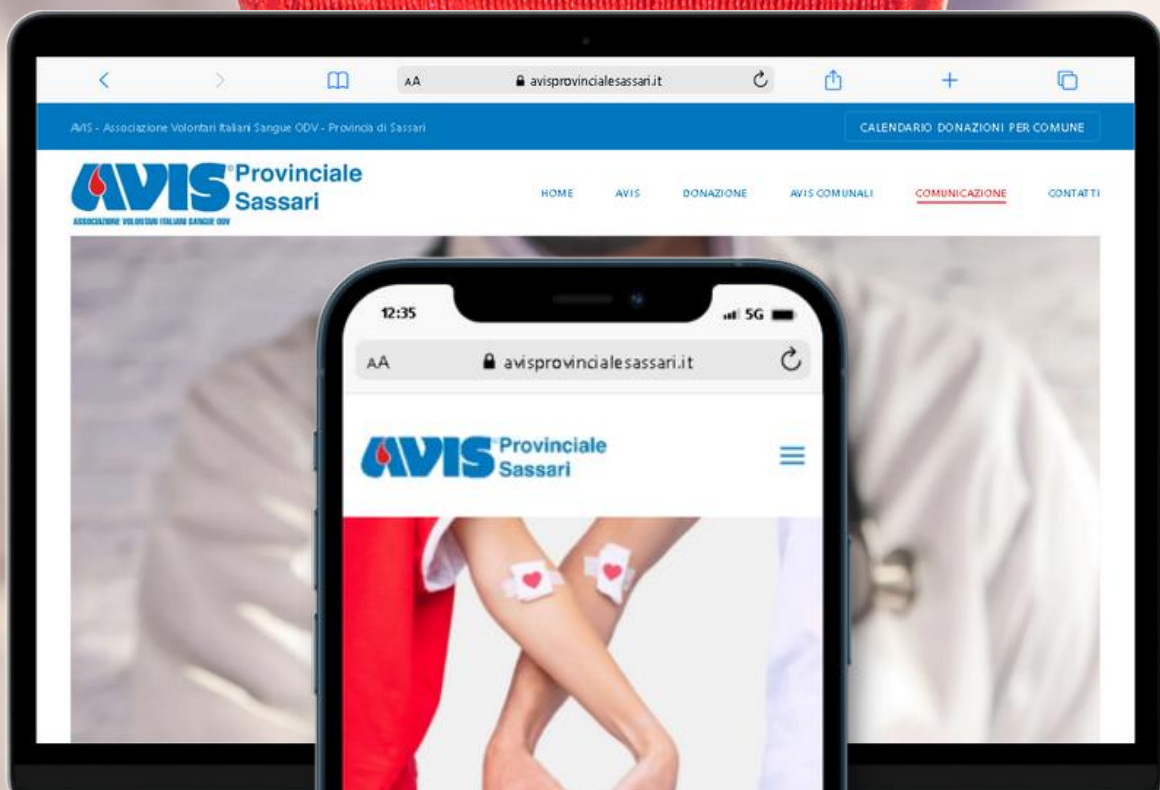 AA avisprovincialesassari.it
AVIS - Associazione Volontari Italiani Sangue ODV - Provincia di Sassari
CALENDARIO DONAZIONI PER COMUNE
AVIS® Provinciale
Sassari
ASSOCIAZIONE VOLONTARI ITALIANI SANGUE ODV
HOME AVIS DONAZIONE AVIS COMUNALI COMUNICAZIONE CONTATTI
12:35 5G
AA avisprovincialesassari.it
AVIS Provinciale
Sassari